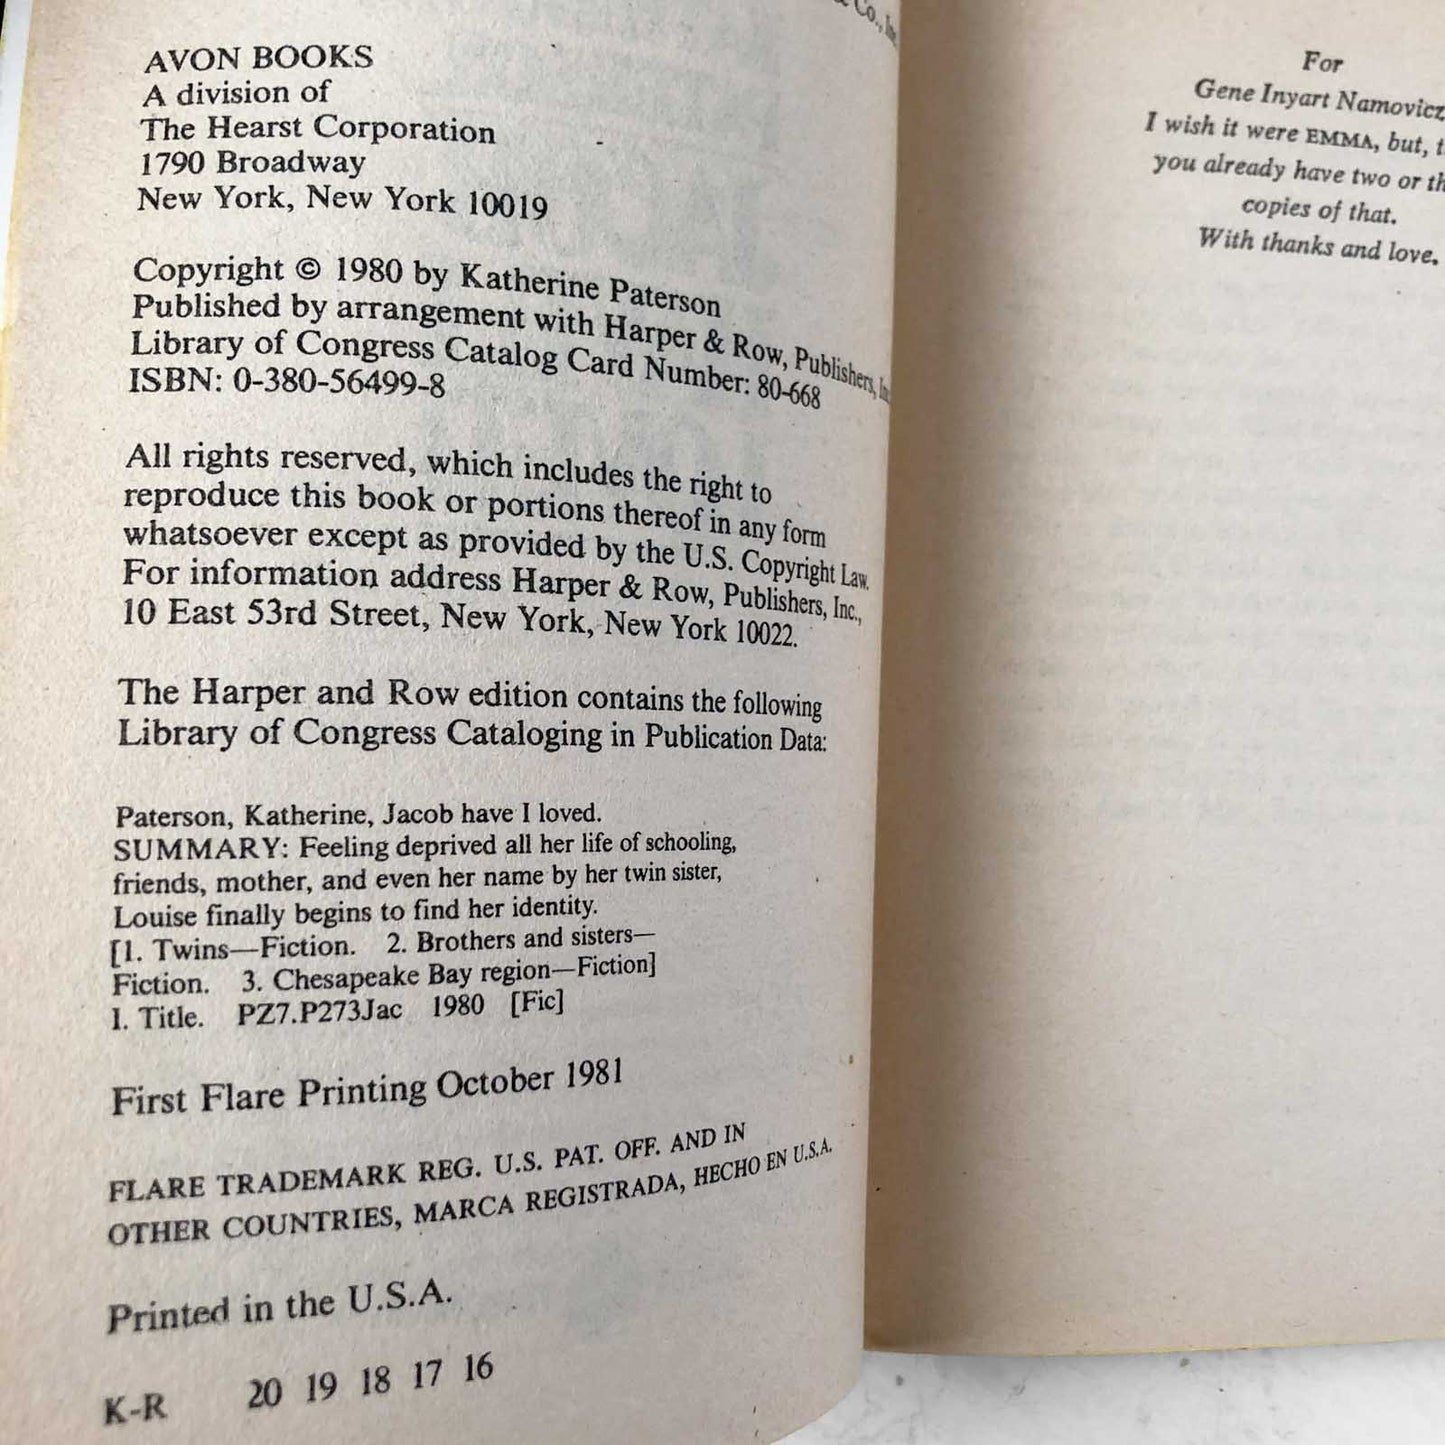 & Co., Inc.
AVON BOOKS
A division of
The Hearst Corporation
1790 Broadway
New York, New York 10019
Copyright © 1980 by Katherine Paterson
Published by arrangement with Harper & Row, Publishers, Inc.
Library of Congress Catalog Card Number: 80-668
ISBN: 0-380-56499-8
All rights reserved, which includes the right to
reproduce this book or portions thereof in any form
whatsoever except as provided by the U.S. Copyright Law.
For information address Harper & Row, Publishers, Inc.,
10 East 53rd Street, New York, New York 10022.
The Harper and Row edition contains the following
Library of Congress Cataloging in Publication Data:
Paterson, Katherine, Jacob have I loved.
SUMMARY: Feeling deprived all her life of schooling,
friends, mother, and even her name by her twin sister,
Louise finally begins to find her identity.
[1. Twins—Fiction. 2. Brothers and sisters—
Fiction. 3. Chesapeake Bay region—Fiction]
I. Title. PZ7.P273Jac 1980 [Fic]
First Flare Printing October 1981
FLARE TRADEMARK REG. U.S. PAT. OFF. AND IN
OTHER COUNTRIES, MARCA REGISTRADA, HECHO EN U.S.A.
Printed in the U.S.A.
K-R 20 19 18 17 16
For
Gene Inyart Namovicz
I wish it were EMMA, but,
you already have two or
copies of that.
With thanks and love.